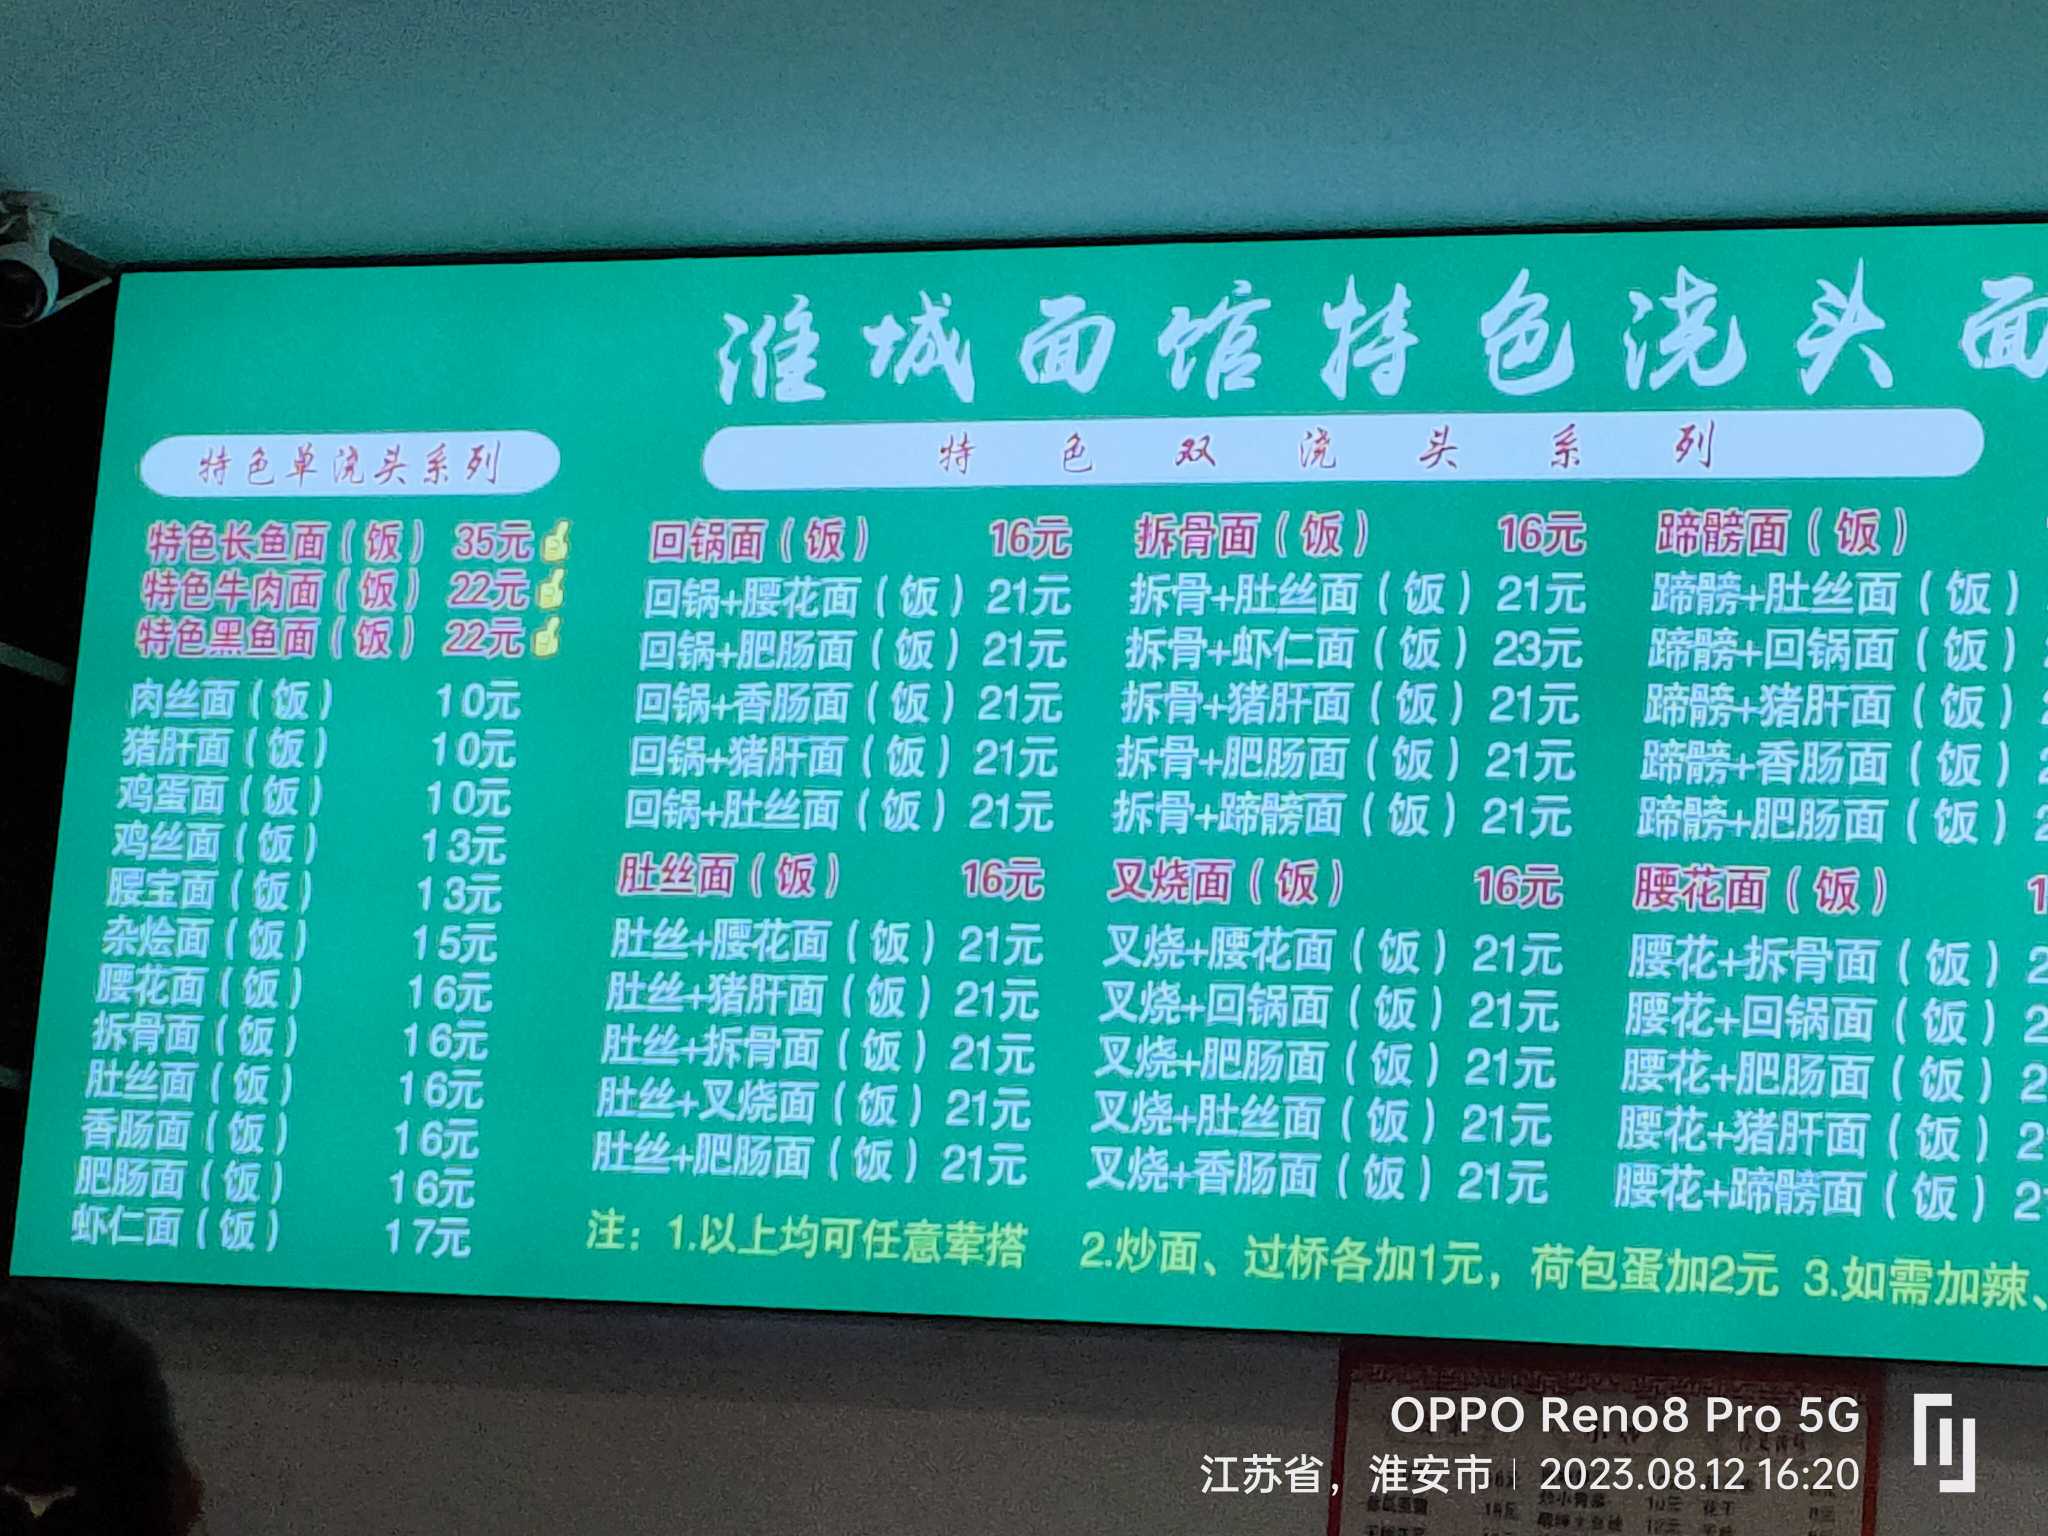 淮城面馆特色浇头面
特色单浇头系列
特色长鱼面（饭） 35元
特色牛肉面（饭） 22元
特色黑鱼面（饭） 22元
肉丝面（饭） 10元
猪肝面（饭） 10元
鸡蛋面（饭） 10元
鸡丝面（饭） 13元
腰宝面（饭） 13元
杂烩面（饭） 15元
腰花面（饭） 16元
拆骨面（饭） 16元
肚丝面（饭） 16元
香肠面（饭） 16元
肥肠面（饭） 16元
虾仁面（饭） 17元
特色双浇头系列
回锅面（饭） 16元
回锅+腰花面（饭） 21元
回锅+肥肠面（饭） 21元
回锅+香肠面（饭） 21元
回锅+猪肝面（饭） 21元
回锅+肚丝面（饭） 21元
肚丝面（饭） 16元
肚丝+腰花面（饭） 21元
肚丝+猪肝面（饭） 21元
肚丝+拆骨面（饭） 21元
肚丝+叉烧面（饭） 21元
肚丝+肥肠面（饭） 21元
拆骨面（饭） 16元
拆骨+肚丝面（饭） 21元
拆骨+虾仁面（饭） 23元
拆骨+猪肝面（饭） 21元
拆骨+肥肠面（饭） 21元
拆骨+蹄髈面（饭） 21元
叉烧面（饭） 16元
叉烧+腰花面（饭） 21元
叉烧+回锅面（饭） 21元
叉烧+肥肠面（饭） 21元
叉烧+肚丝面（饭） 21元
叉烧+香肠面（饭） 21元
蹄髈面（饭）
蹄髈+肚丝面（饭）
蹄髈+回锅面（饭）
蹄髈+猪肝面（饭）
蹄髈+香肠面（饭）
蹄髈+肥肠面（饭）
腰花面（饭）
腰花+拆骨面（饭）
腰花+回锅面（饭）
腰花+肥肠面（饭）
腰花+猪肝面（饭）
腰花+蹄髈面（饭）
注：1.以上均可任意荤搭 2.炒面、过桥各加1元，荷包蛋加2元 3.如需加辣、
OPPO Reno8 Pro 5G
江苏省，淮安市 | 2023.08.12 16:20